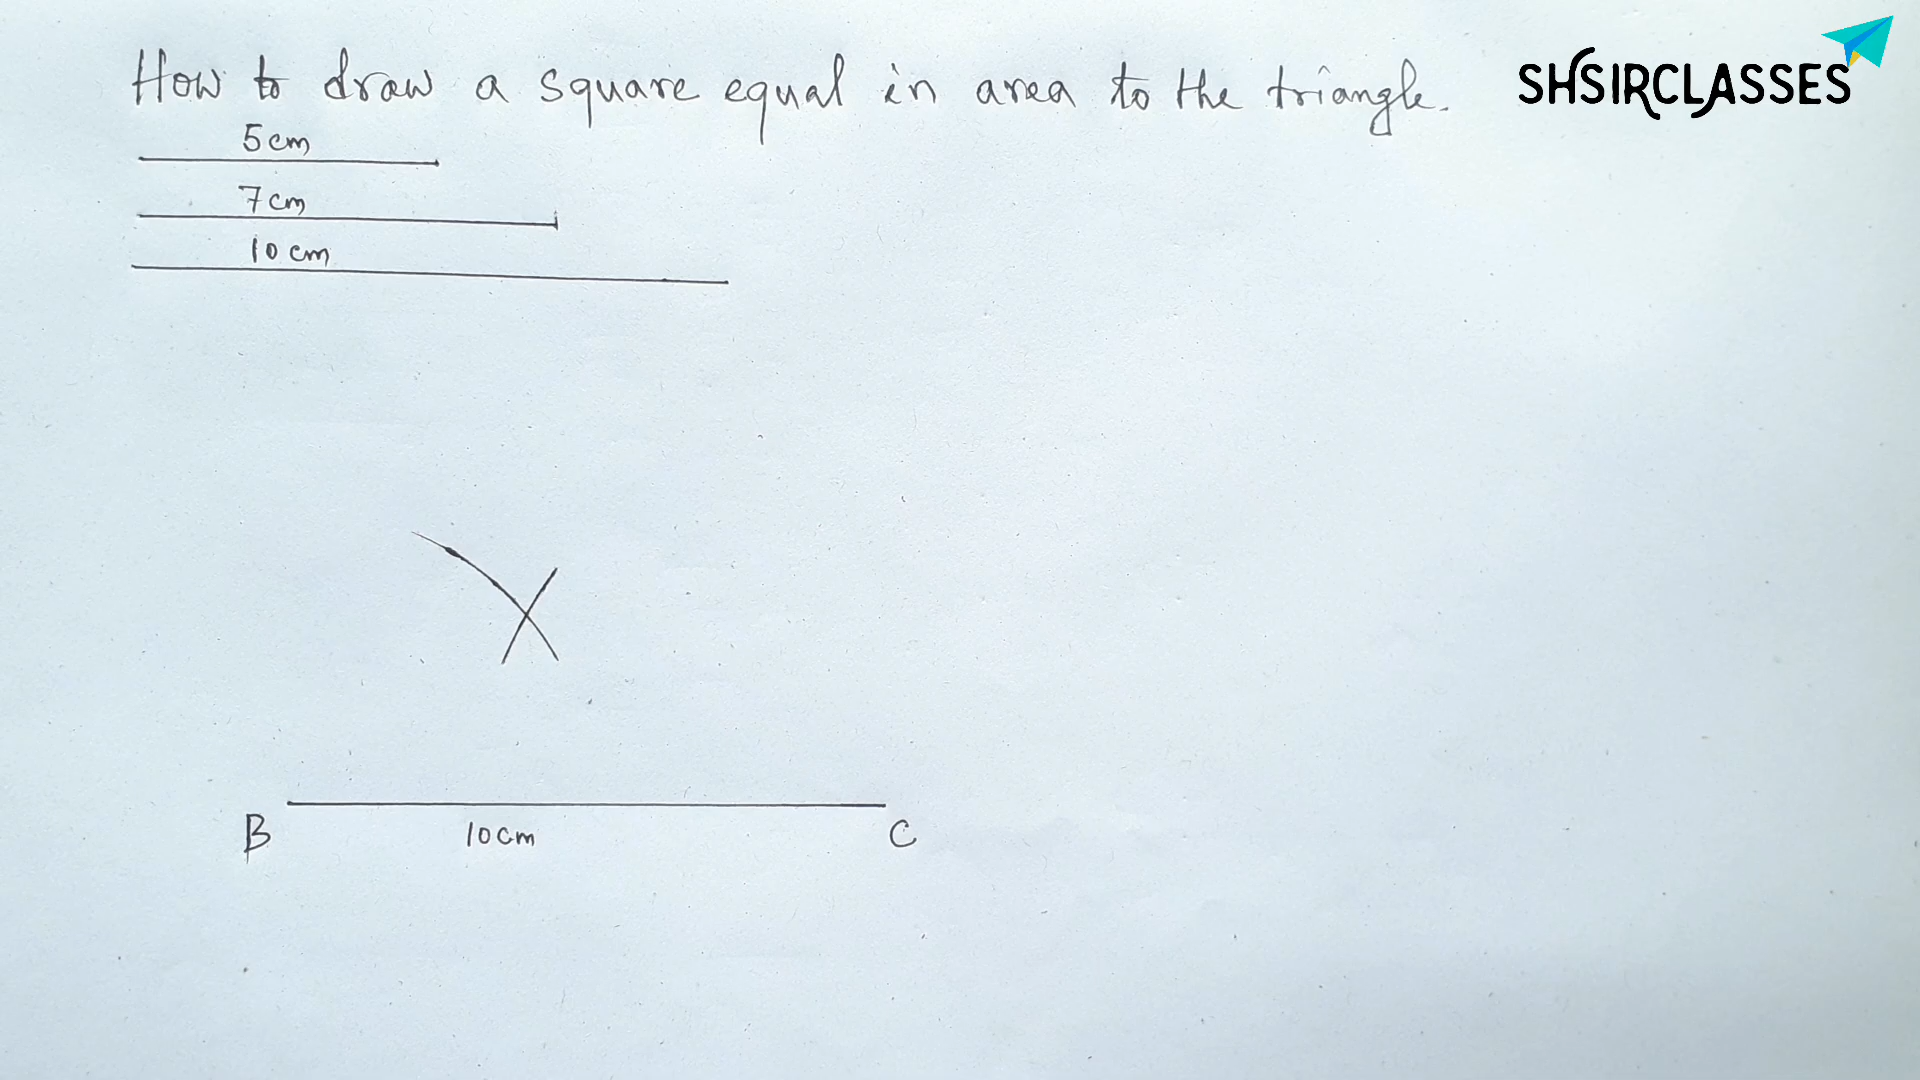 How to draw a square equal in area to the triangle.
SHSIRCLASSES
5cm
7cm
10 cm
B
10cm
C